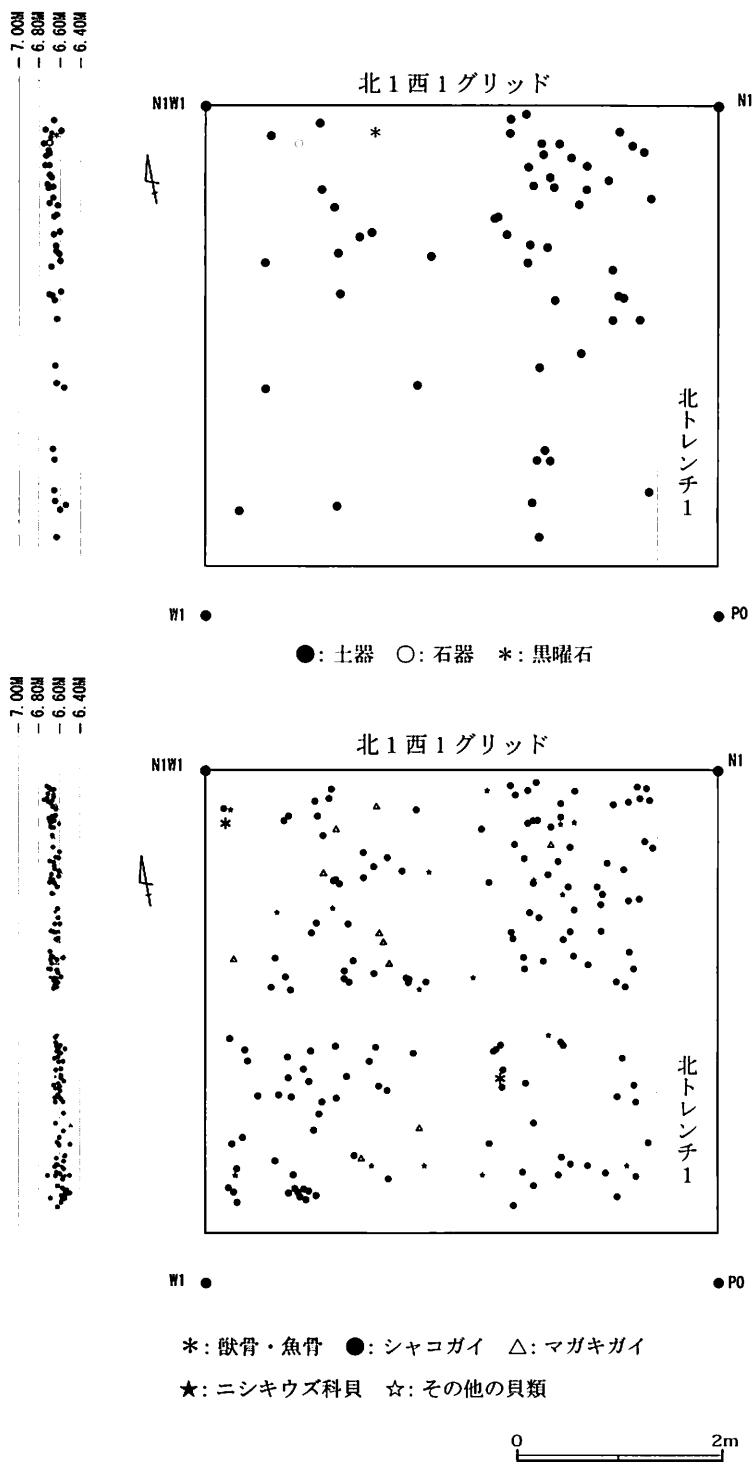 7.00M
6.80M
6.60M
6.40M
北1西1グリッド
N1W1
N1
北トレンチ1
W1
P0
●: 土器 ○: 石器 *: 黒曜石
7.00M
6.80M
6.60M
6.40M
北1西1グリッド
N1W1
N1
北トレンチ1
W1
P0
*: 獣骨・魚骨 ●: シャコガイ △: マガキガイ
★: ニシキウズ科貝 ☆: その他の貝類
0 2m